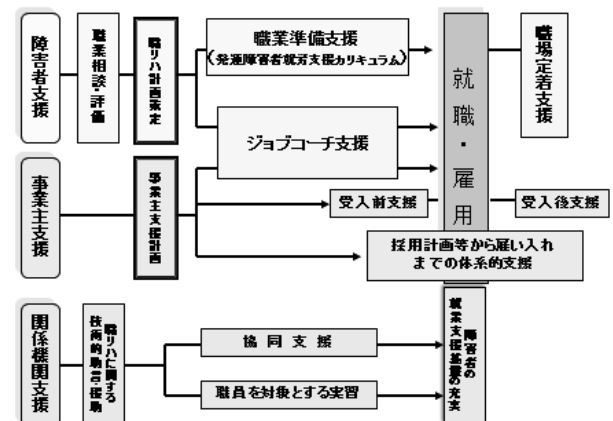 障害者支援
職業相談・評価
職リハ計画策定
職業準備支援
(発達障害者就労支援カリキュラム)
ジョブコーチ支援
就職・雇用
職場定着支援
事業主支援
事業主支援計画
受入前支援
受入後支援
採用計画等から雇い入れ
までの体系的支援
関係機関支援
職リハに関する
技術的助言・援助
協同支援
職員を対象とする実習
障害者の
就業支援基盤の充実